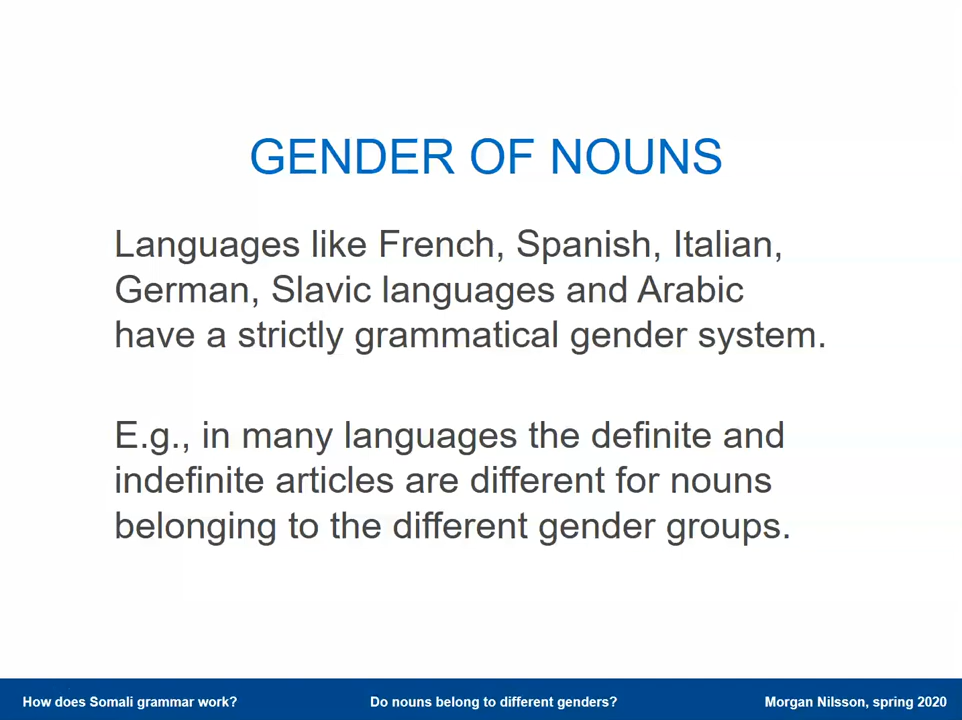 GENDER OF NOUNS
Languages like French, Spanish, Italian,
German, Slavic languages and Arabic
have a strictly grammatical gender system.
E.g., in many languages the definite and
indefinite articles are different for nouns
belonging to the different gender groups.
How does Somali grammar work? Do nouns belong to different genders? Morgan Nilsson, spring 2020